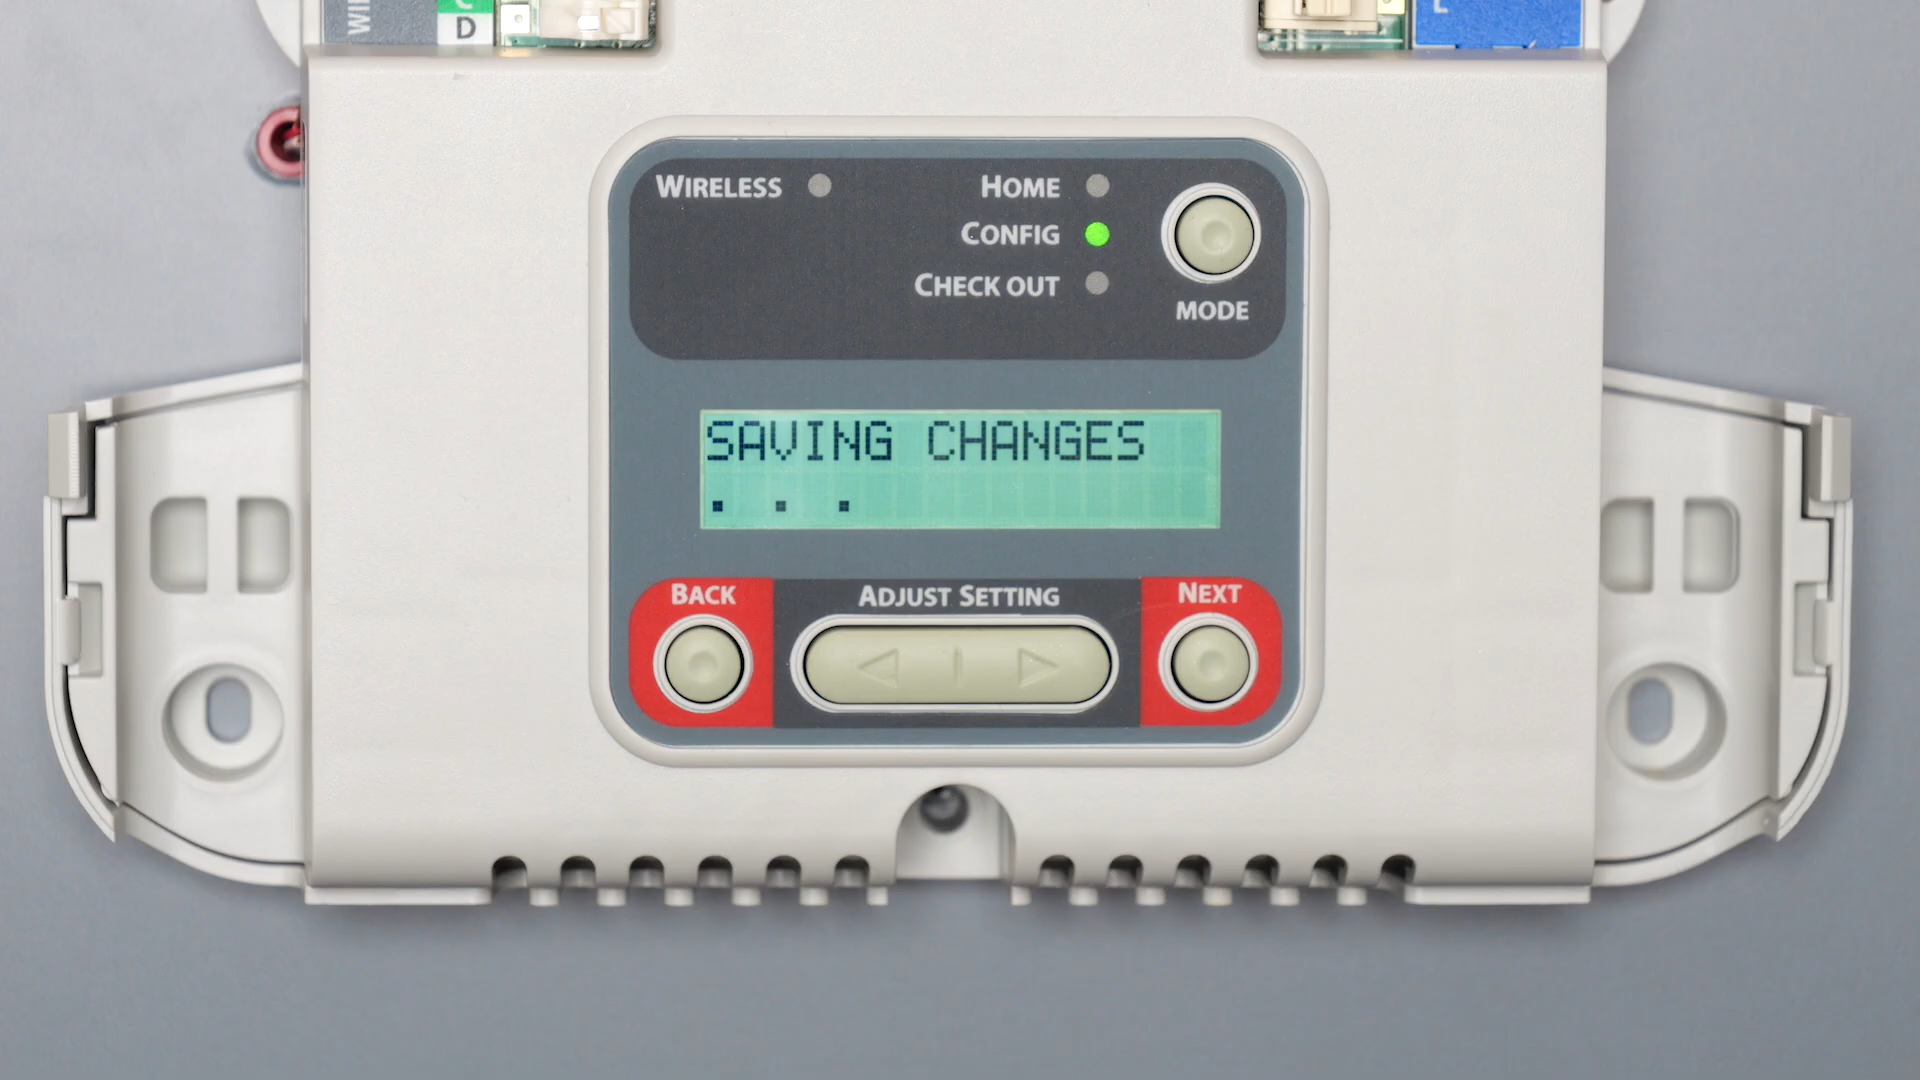 D
WIRELESS
HOME
CONFIG
CHECK OUT
MODE
SAVING CHANGES
. . .
BACK
ADJUST SETTING
NEXT